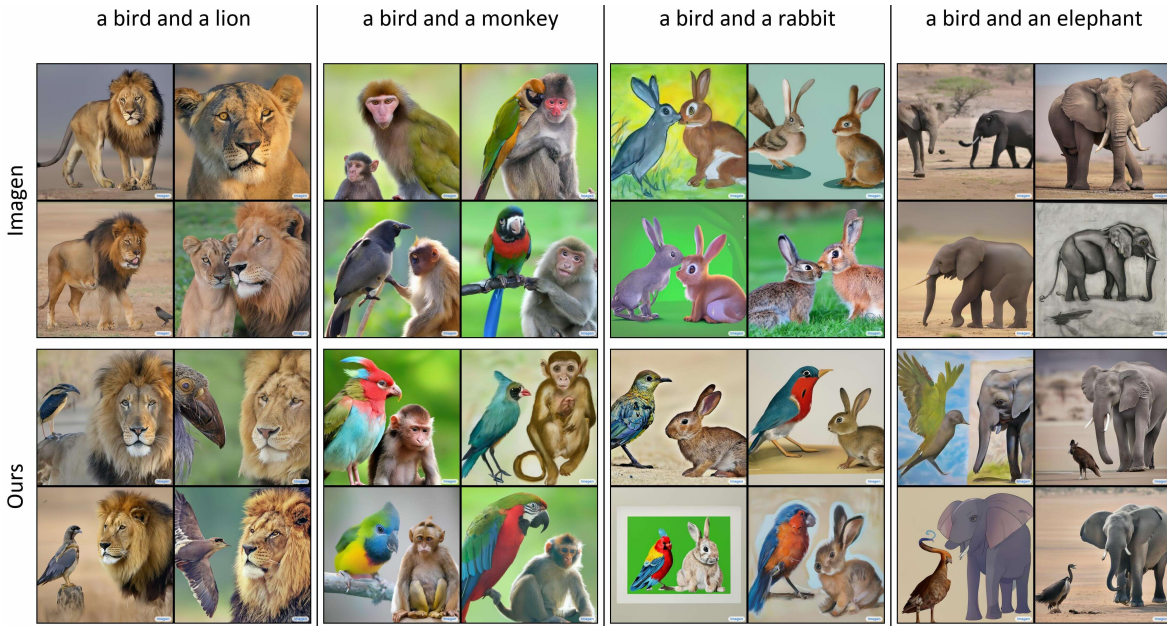 a bird and a lion
a bird and a monkey
a bird and a rabbit
a bird and an elephant
Imagen
Ours